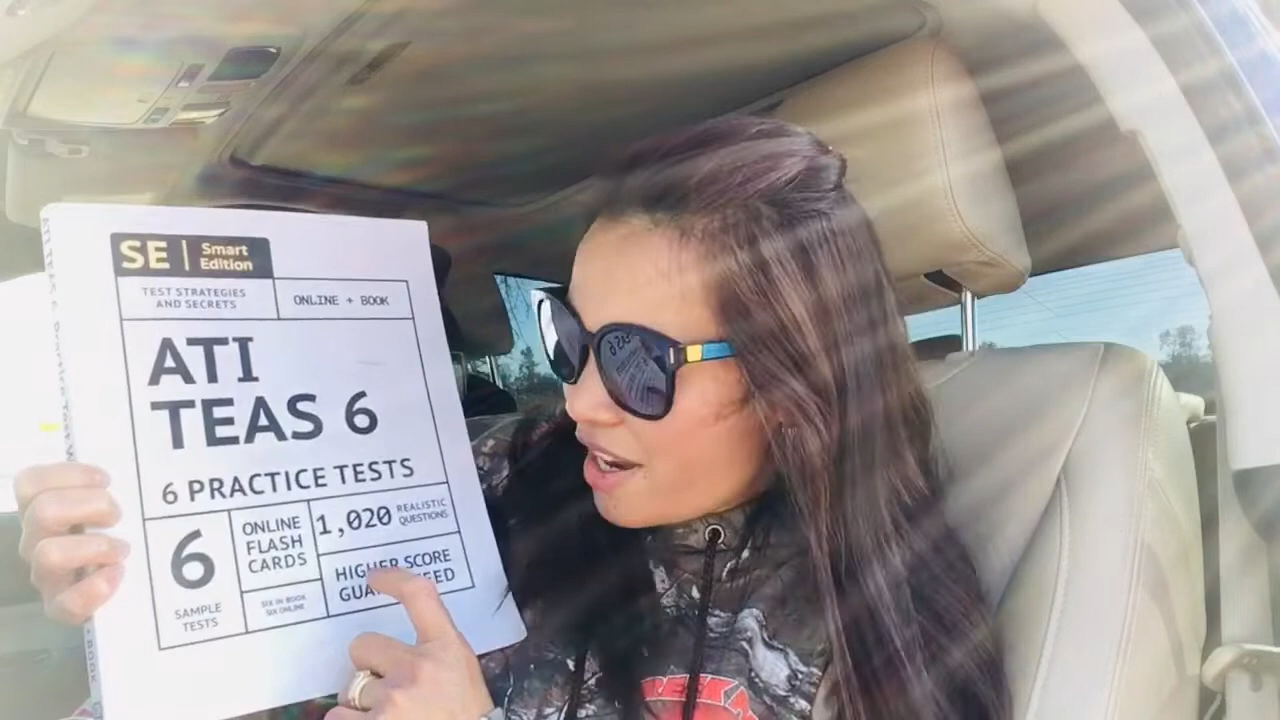 SE | Smart Edition
TEST STRATEGIES
AND SECRETS
ONLINE + BOOK
ATI
TEAS 6
6 PRACTICE TESTS
6
SAMPLE
TESTS
ONLINE
FLASH
CARDS
SIX IN BOOK
SIX ONLINE
1,020 REALISTIC QUESTIONS
HIGHER SCORE